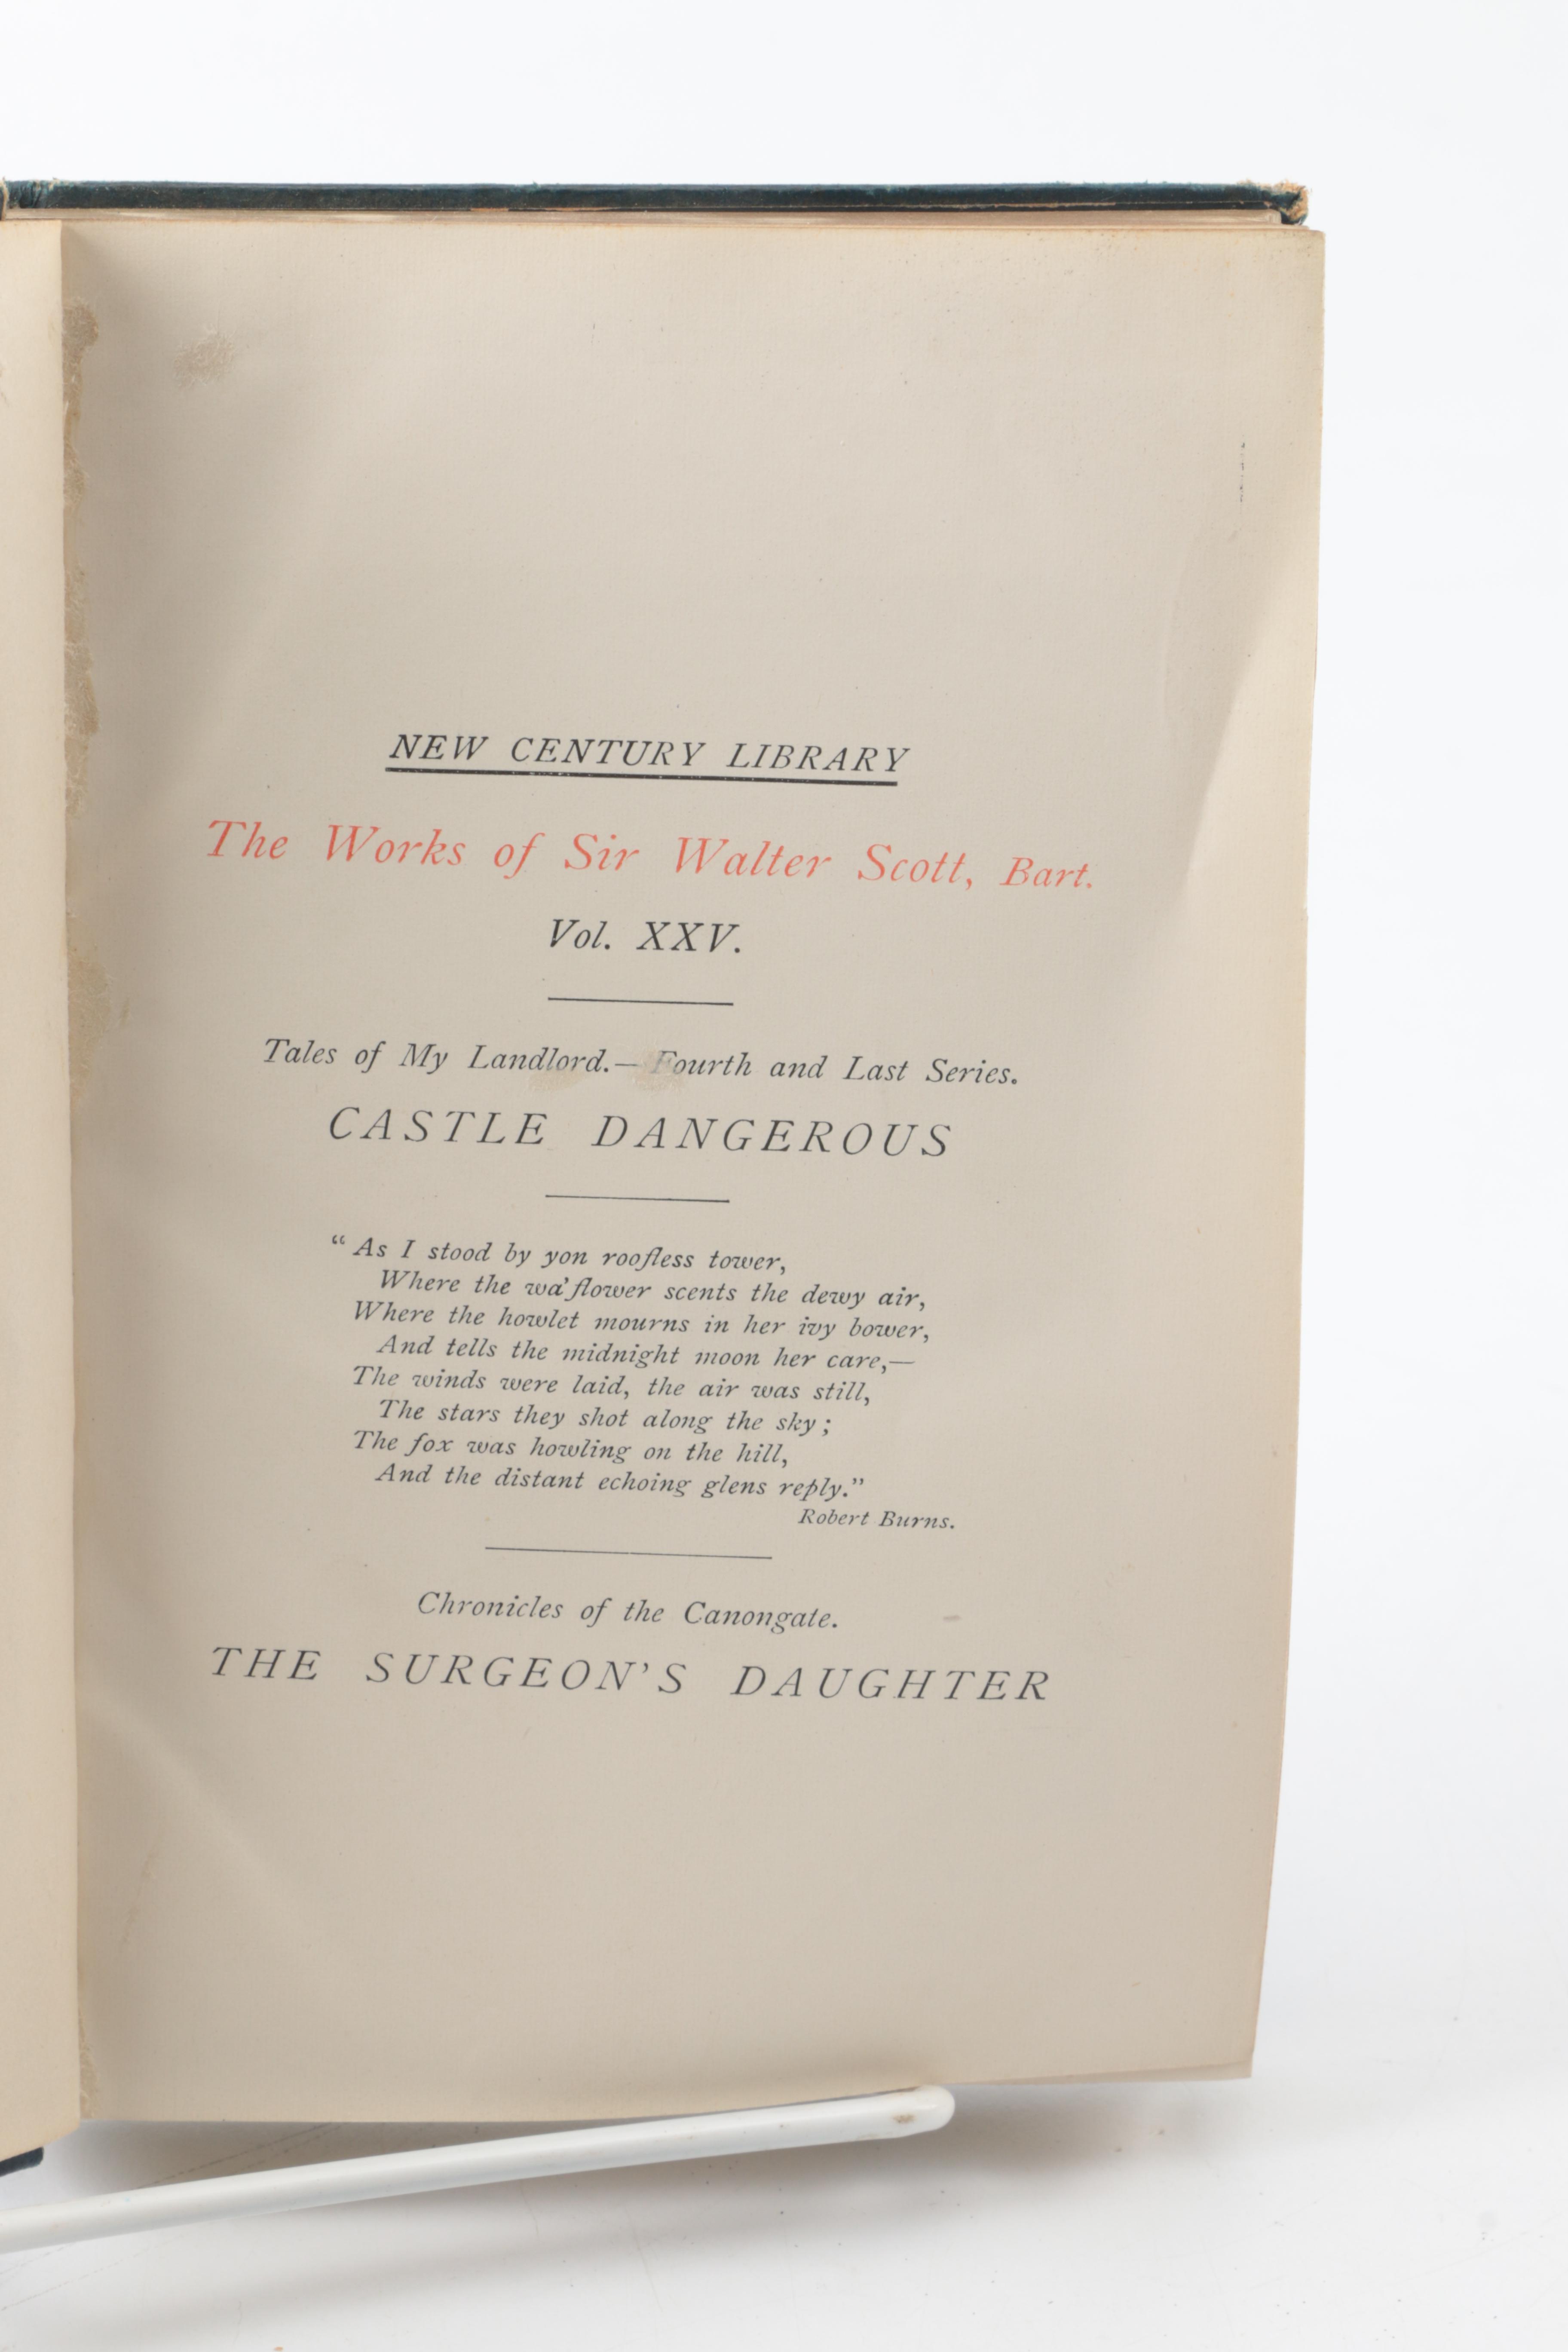 NEW CENTURY LIBRARY
The Works of Sir Walter Scott, Bart.
Vol. XXV.
Tales of My Landlord.—Fourth and Last Series.
CASTLE DANGEROUS
“As I stood by yon roofless tower,
Where the wa’flower scents the dewy air,
Where the howlet mourns in her ivy bower,
And tells the midnight moon her care,—
The winds were laid, the air was still,
The stars they shot along the sky;
The fox was howling on the hill,
And the distant echoing glens reply.”
Robert Burns.
Chronicles of the Canongate.
THE SURGEON’S DAUGHTER